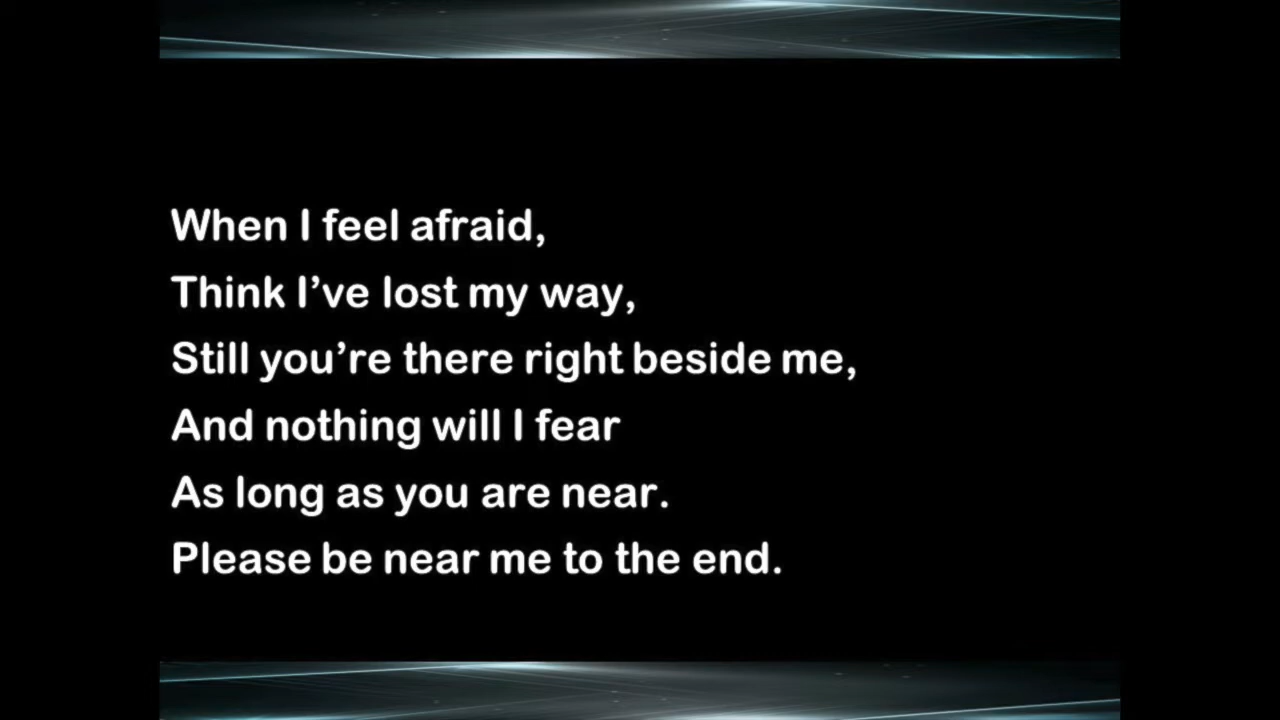 When I feel afraid,
Think I’ve lost my way,
Still you’re there right beside me,
And nothing will I fear
As long as you are near.
Please be near me to the end.